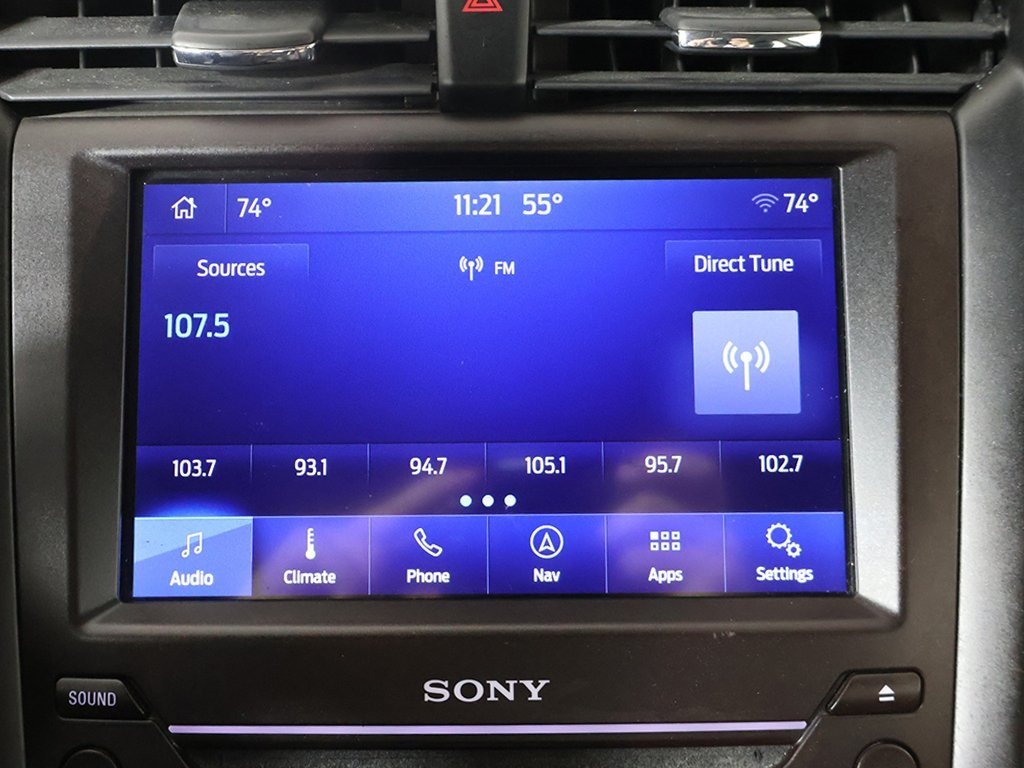 74° 11:21 55° 74°
Sources FM Direct Tune
107.5
103.7 93.1 94.7 105.1 95.7 102.7
Audio Climate Phone Nav Apps Settings
SOUND SONY